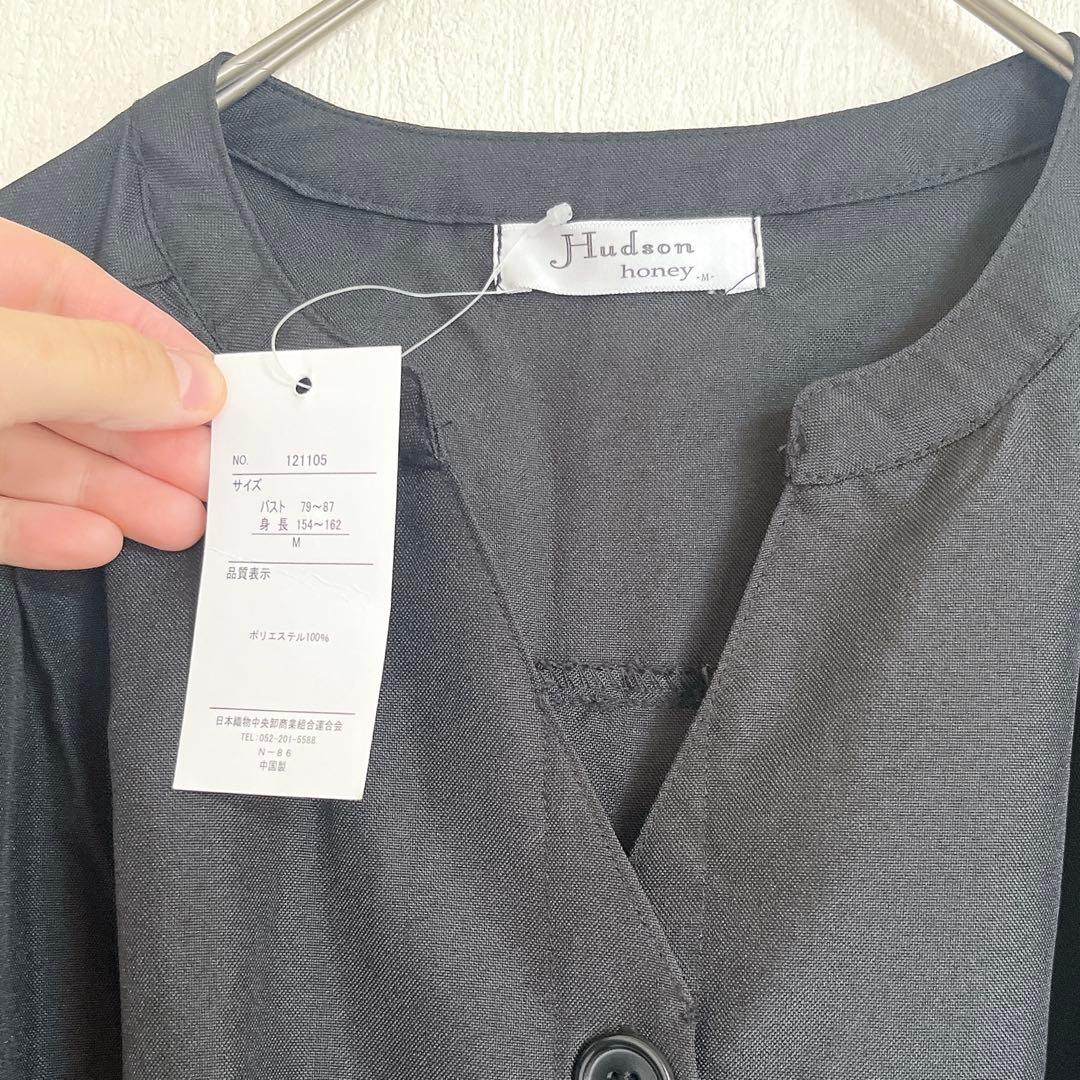 Hudson
honey -M-
NO. 121105
サイズ
バスト 79～87
身長 154～162
M
品質表示
ポリエステル100%
日本織物中央卸商業組合連合会
TEL:052-201-5588
N-86
中国製